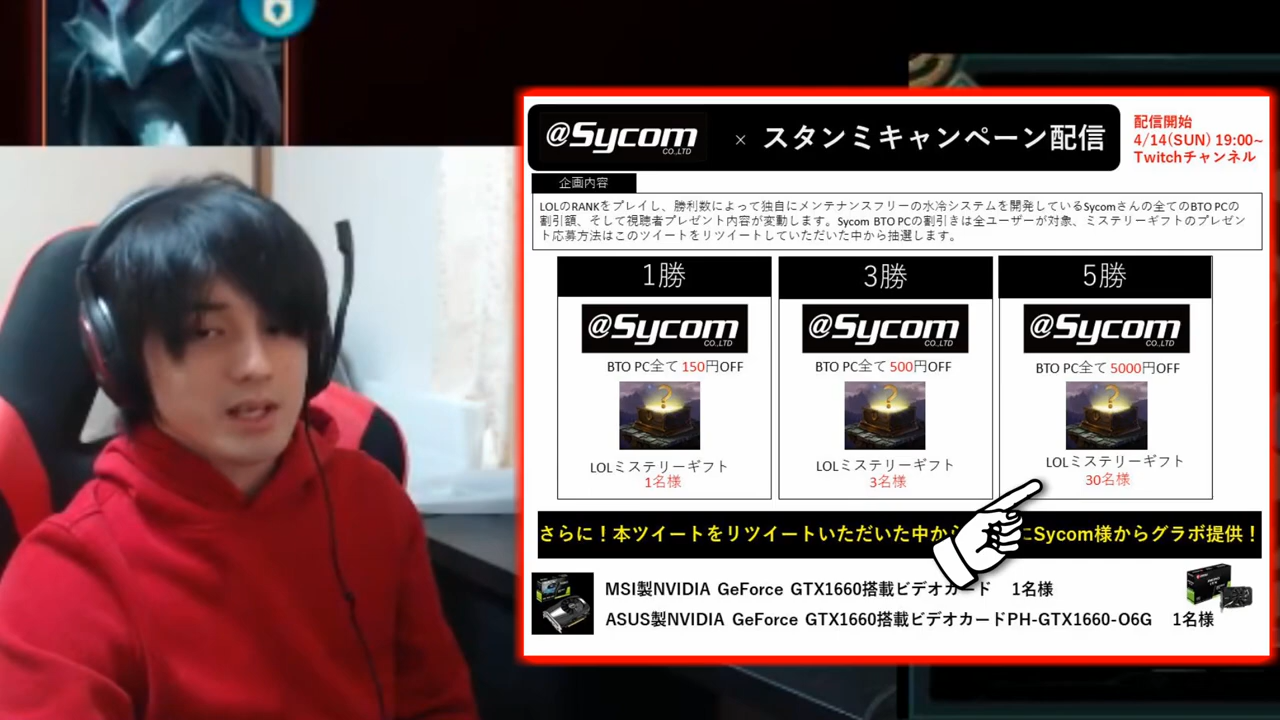 @Sycom
CO.,LTD
× スタンミキャンペーン配信
配信開始
4/14(SUN) 19:00~
Twitchチャンネル
企画内容
LOLのRANKをプレイし、勝利数によって独自にメンテナンスフリーの水冷システムを開発しているSycomさんの全てのBTO PCの
割引額、そして視聴者プレゼント内容が変動します。Sycom BTO PCの割引きは全ユーザーが対象、ミステリーギフトのプレゼン
ト応募方法はこのツイートをリツイートしていただいた中から抽選します。
1勝
@Sycom
CO.,LTD
BTO PC全て150円OFF
?
LOLミステリーギフト
1名様
3勝
@Sycom
CO.,LTD
BTO PC全て500円OFF
?
LOLミステリーギフト
3名様
5勝
@Sycom
CO.,LTD
BTO PC全て5000円OFF
?
LOLミステリーギフト
30名様
さらに！本ツイートをリツイートいただいた中か にSycom様からグラボ提供！
MSI製NVIDIA GeForce GTX1660搭載ビデオカード 1名様
ASUS製NVIDIA GeForce GTX1660搭載ビデオカードPH-GTX1660-O6G 1名様